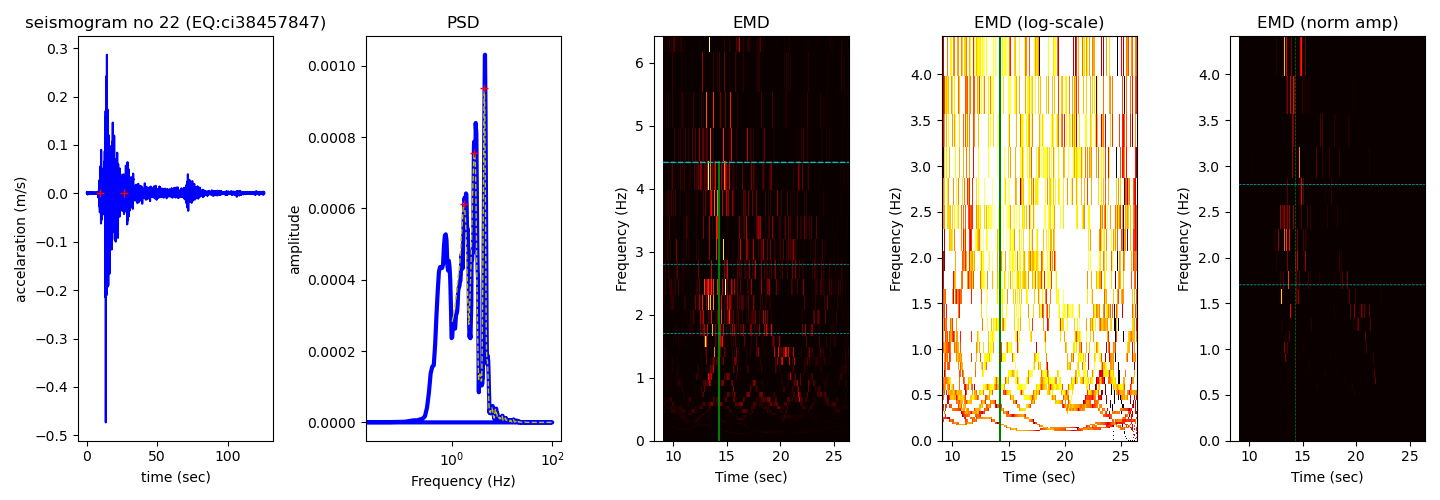 seismogram no 22 (EQ:ci38457847)
accelaration (m/s)
0.3
0.2
0.1
0.0
−0.1
−0.2
−0.3
−0.4
−0.5
0 50 100
time (sec)
PSD
amplitude
0.0010
0.0008
0.0006
0.0004
0.0002
0.0000
10^0 10^2
Frequency (Hz)
EMD
Frequency (Hz)
6
5
4
3
2
1
0
10 15 20 25
Time (sec)
EMD (log-scale)
Frequency (Hz)
4.0
3.5
3.0
2.5
2.0
1.5
1.0
0.5
0.0
10 15 20 25
Time (sec)
EMD (norm amp)
Frequency (Hz)
4.0
3.5
3.0
2.5
2.0
1.5
1.0
0.5
0.0
10 15 20 25
Time (sec)